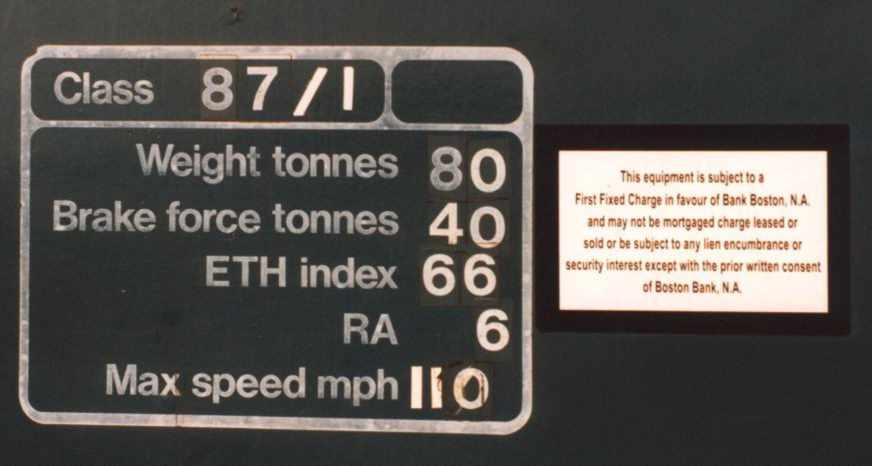 Class 87/1
Weight tonnes 80
Brake force tonnes 40
ETH index 66
RA 6
Max speed mph 110
This equipment is subject to a
First Fixed Charge in favour of Bank Boston, N.A.
and may not be mortgaged charge leased or
sold or be subject to any lien encumbrance or
security interest except with the prior written consent
of Boston Bank, N.A.